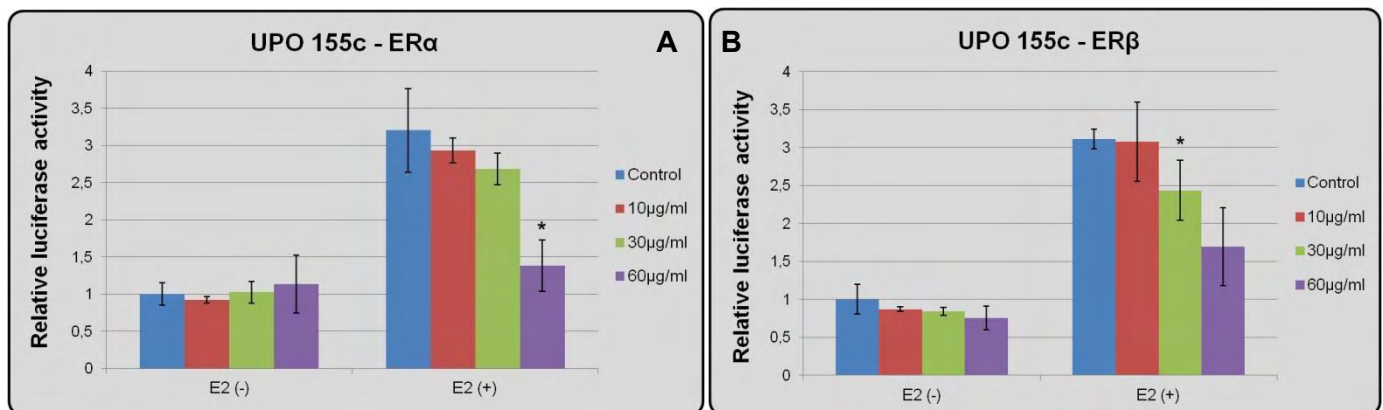 UPO 155c - ERα
A
Relative luciferase activity
4
3,5
3
2,5
2
1,5
1
0,5
0
*
E2 (-)
E2 (+)
Control
10µg/ml
30µg/ml
60µg/ml
B
UPO 155c - ERβ
Relative luciferase activity
4
3,5
3
2,5
2
1,5
1
0,5
0
*
E2 (-)
E2 (+)
Control
10µg/ml
30µg/ml
60µg/ml